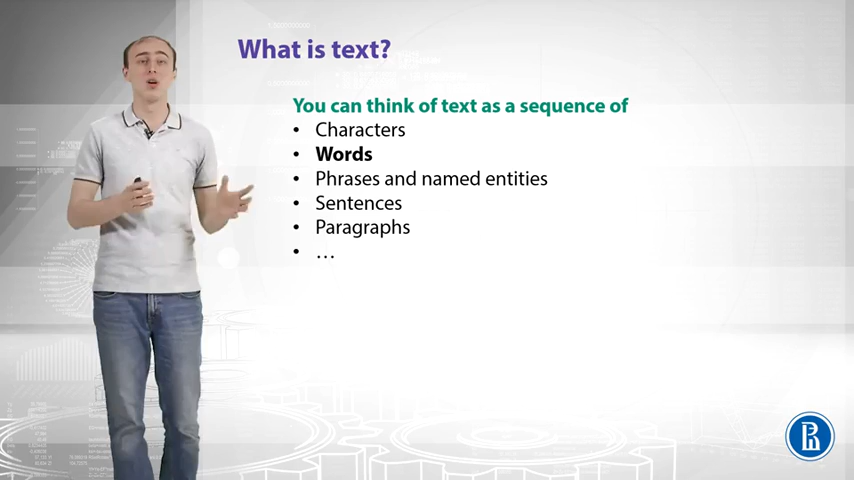 What is text?
You can think of text as a sequence of
• Characters
• Words
• Phrases and named entities
• Sentences
• Paragraphs
• …